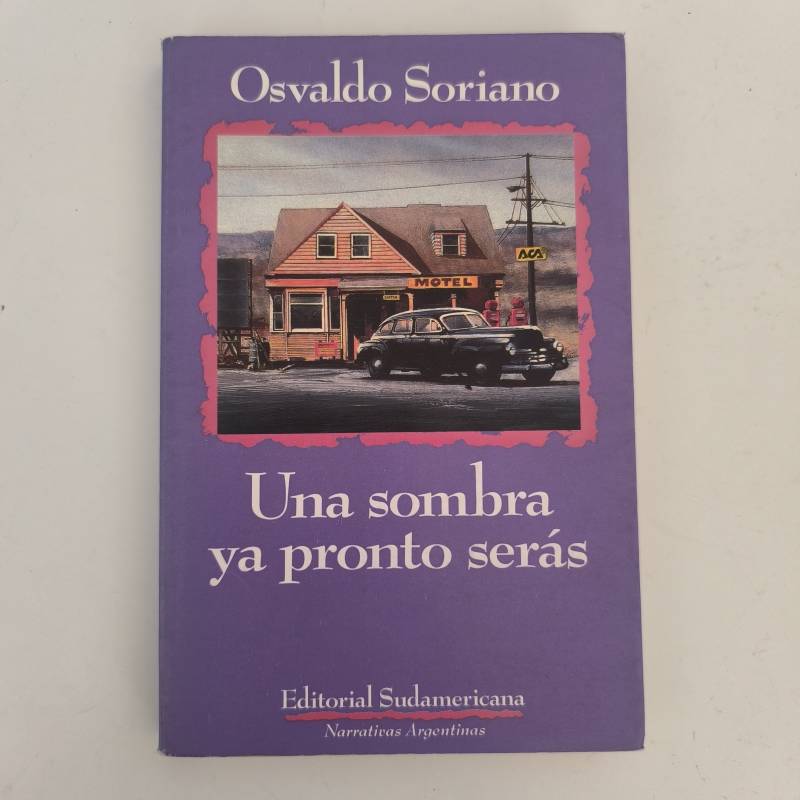 Osvaldo Soriano
ACA
MOTEL
Una sombra
ya pronto serás
Editorial Sudamericana
Narrativas Argentinas